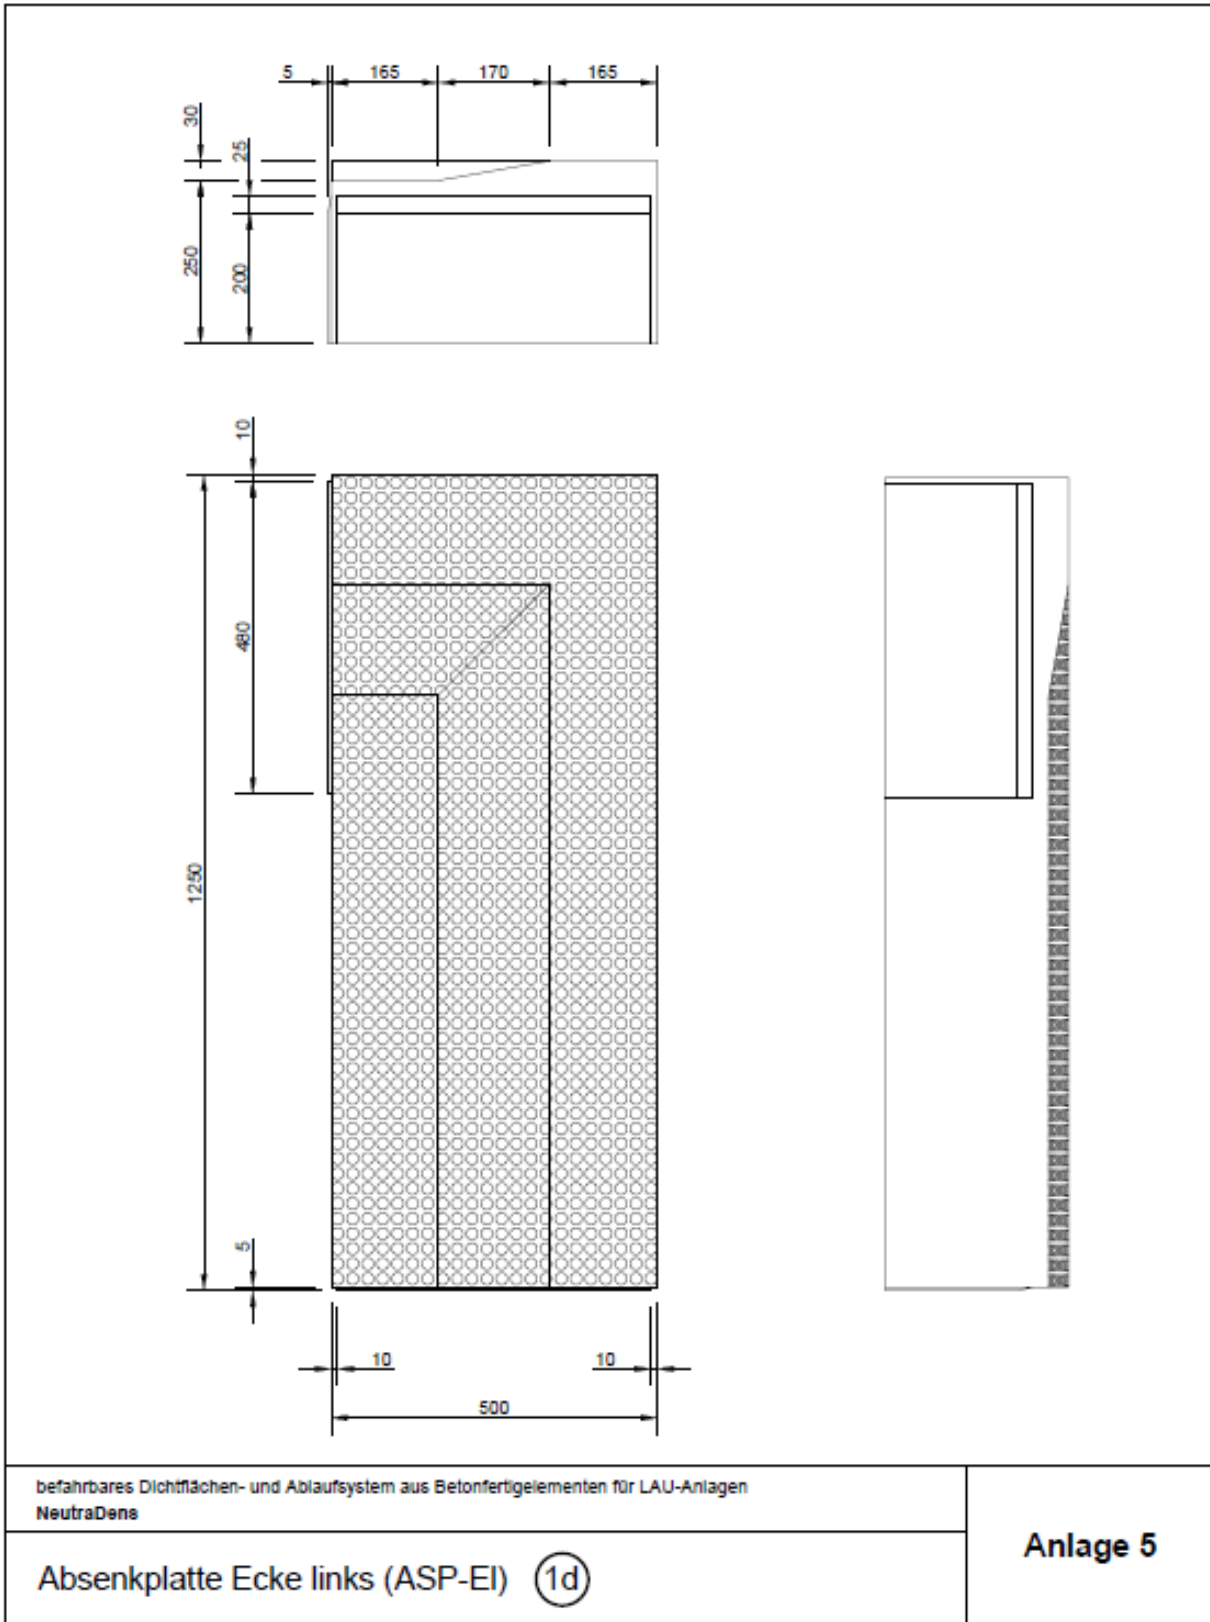 5 165 170 165
30
25
250
200
10
480
1250
5
10 10
500
befahrbares Dichtflächen- und Ablaufsystem aus Betonfertigelementen für LAU-Anlagen
NeutraDens
Absenkplatte Ecke links (ASP-El) 1d
Anlage 5